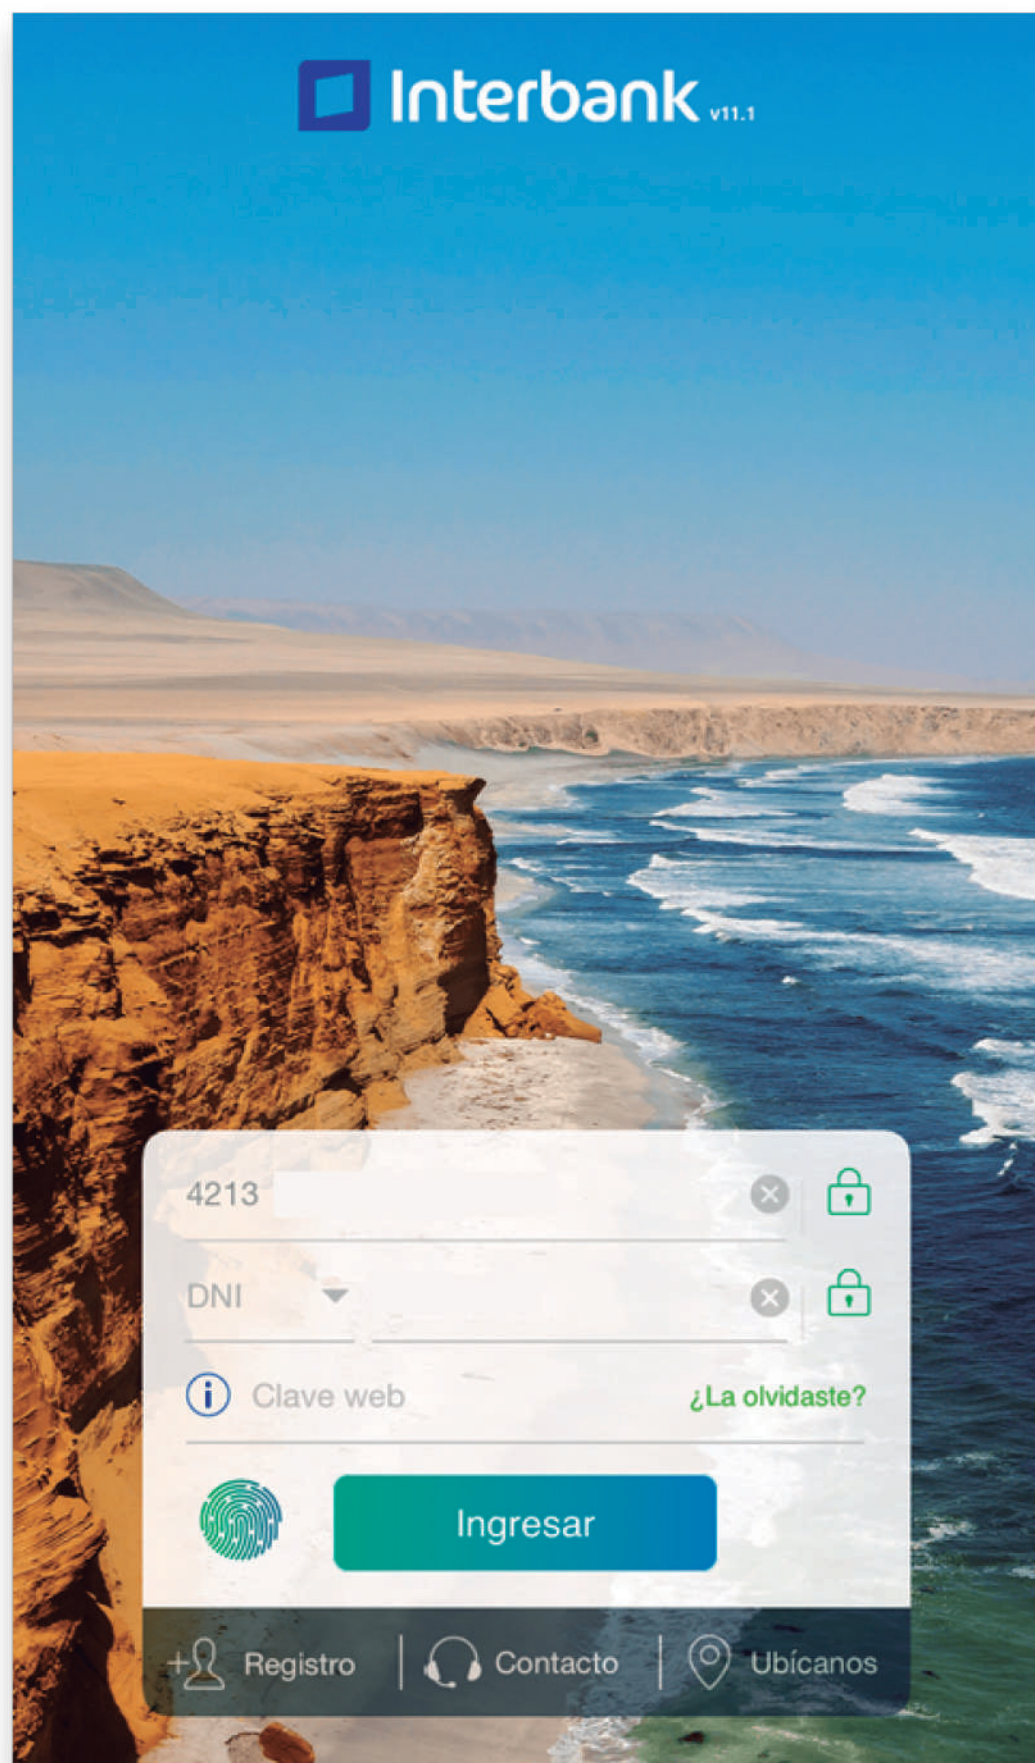 Interbank v11.1
4213
DNI
Clave web ¿La olvidaste?
Ingresar
Registro Contacto Ubícanos